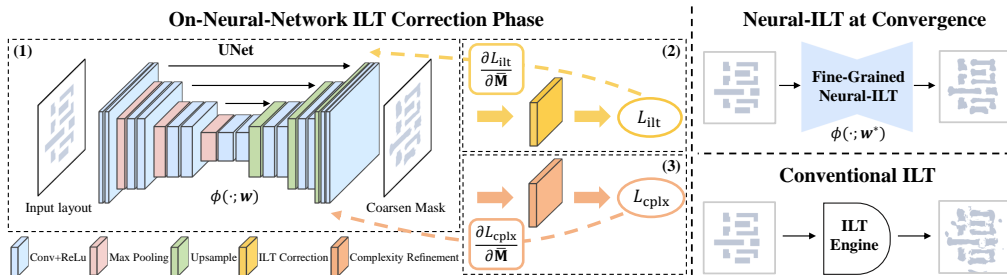 On-Neural-Network ILT Correction Phase
(1)
UNet
Input layout
ϕ(·; w)
Coarsen Mask
(2)
∂L_ilt
∂M̄
L_ilt
(3)
L_cplx
∂L_cplx
∂M̄
Conv+ReLu
Max Pooling
Upsample
ILT Correction
Complexity Refinement
Neural-ILT at Convergence
Fine-Grained
Neural-ILT
ϕ(·; w*)
Conventional ILT
ILT
Engine